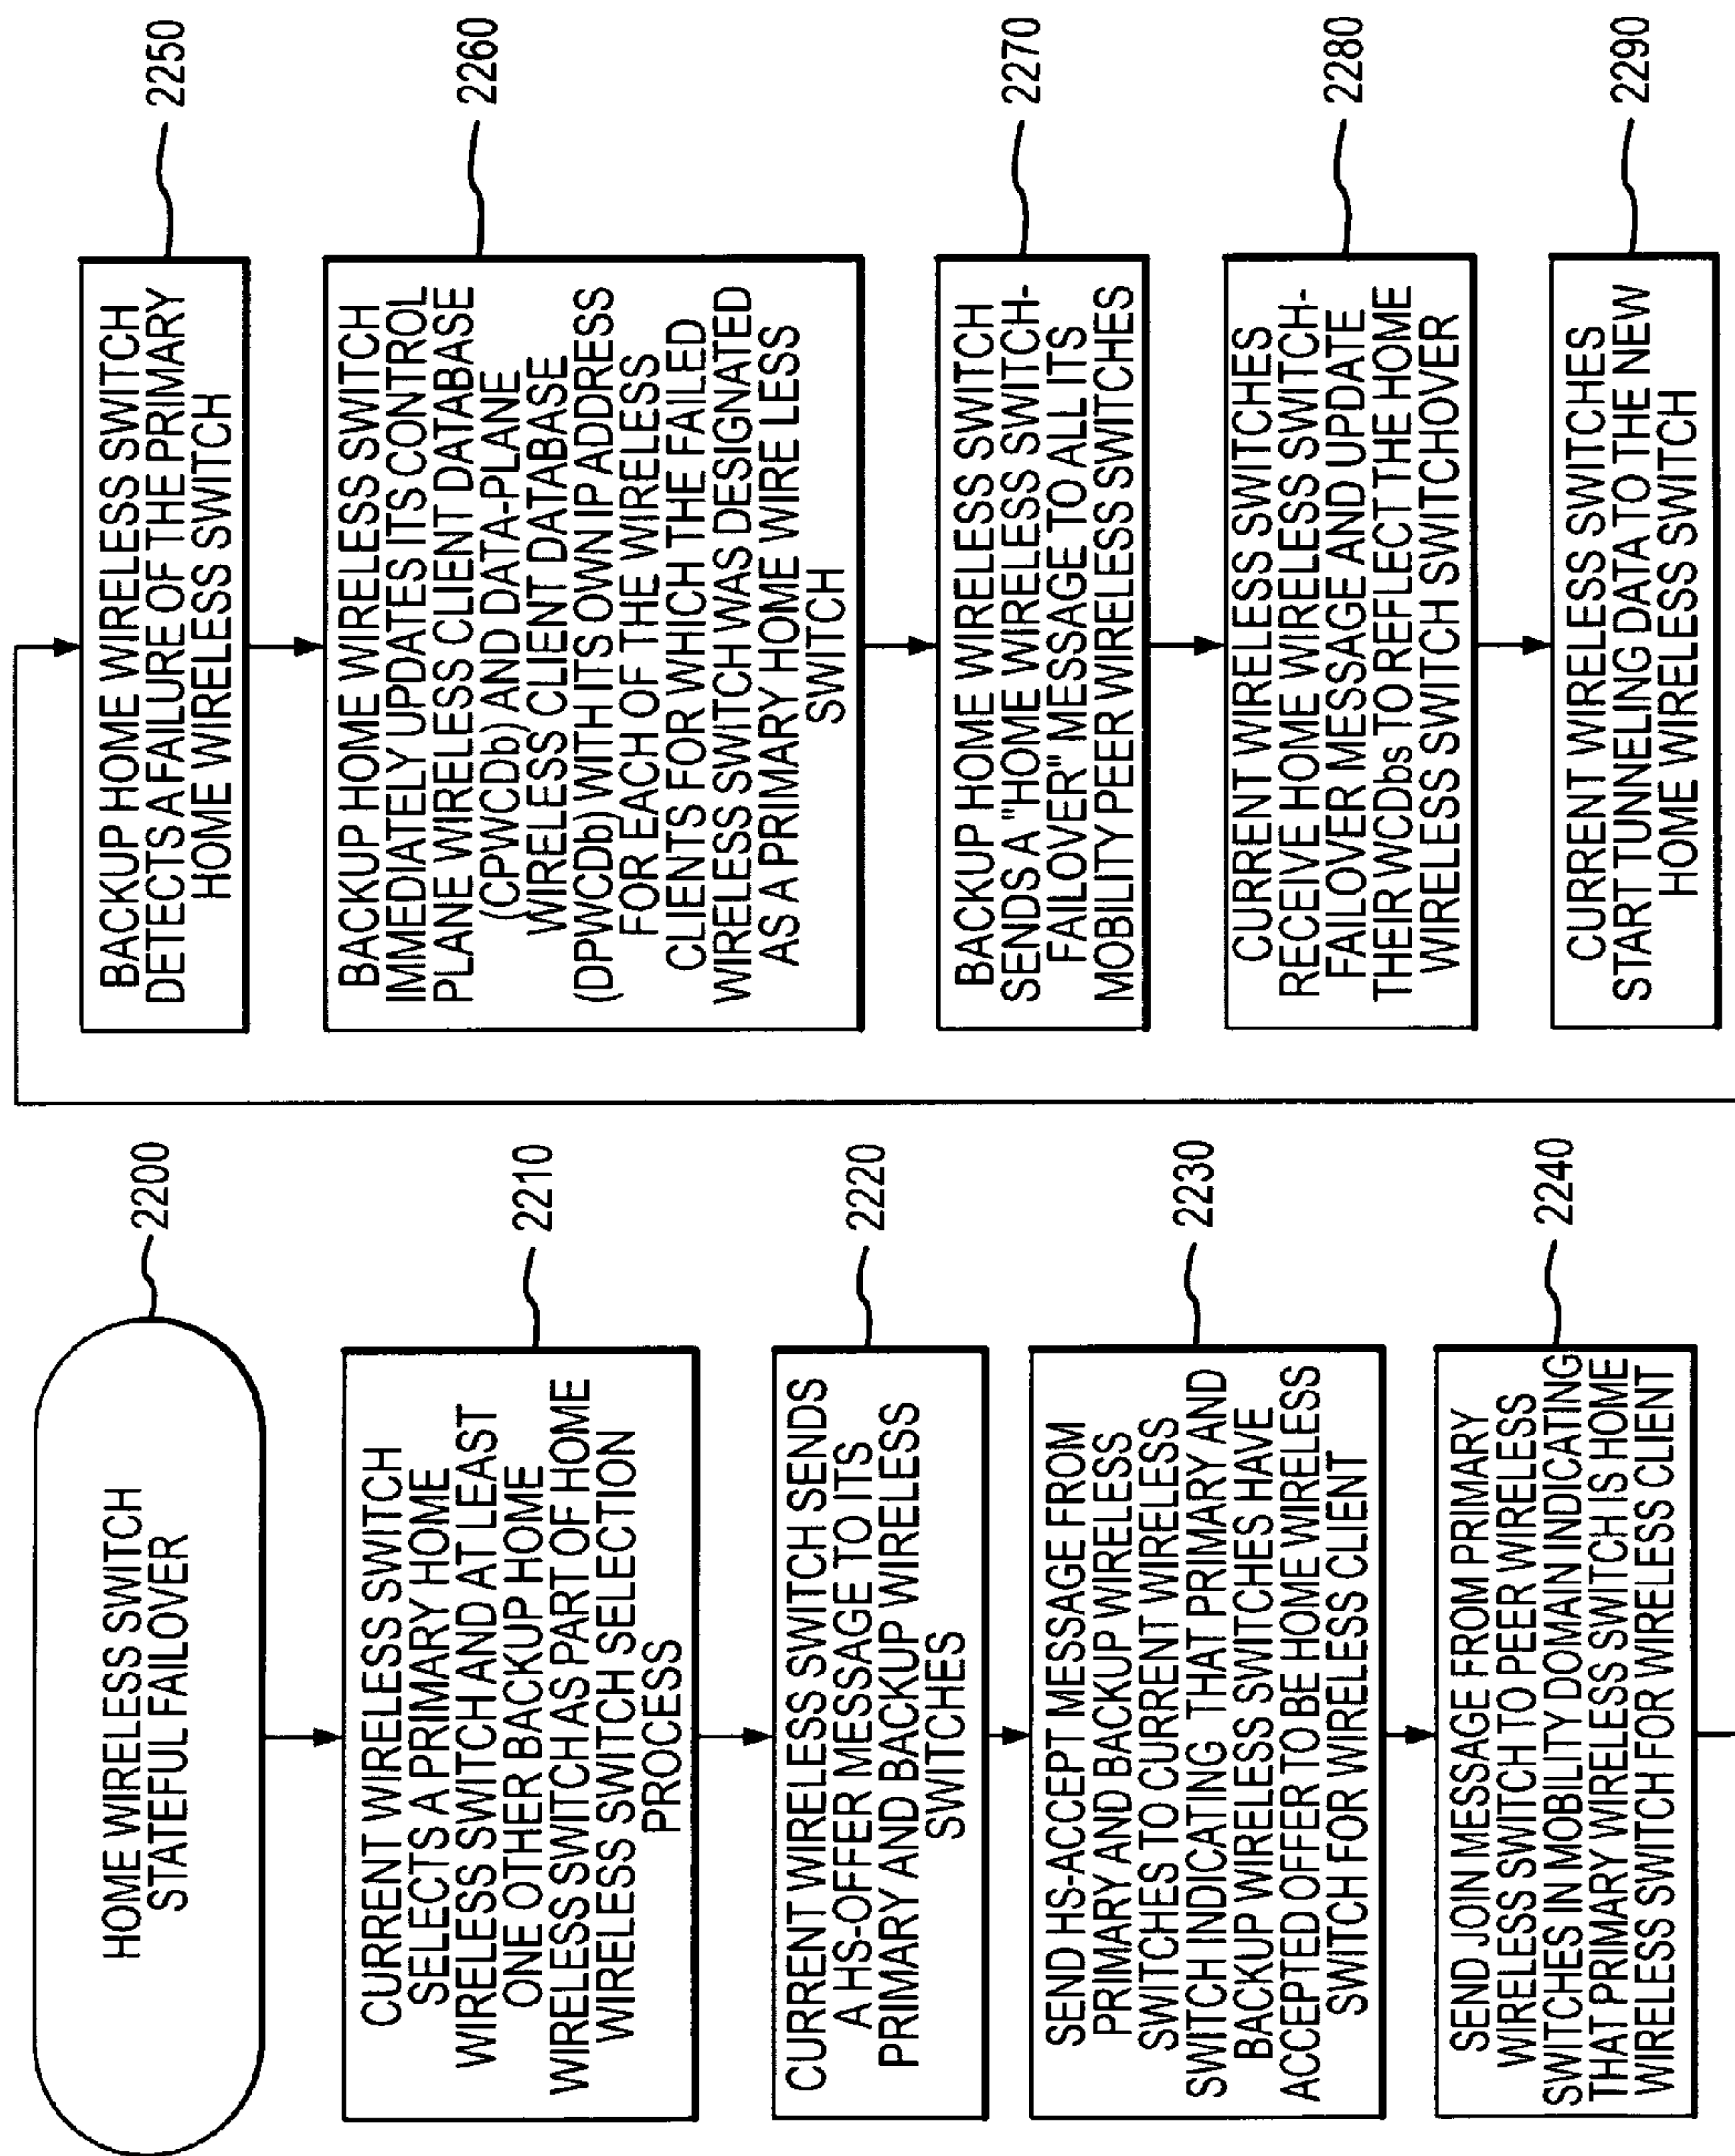 HOME WIRELESS SWITCH
STATEFUL FAILOVER
2200
CURRENT WIRELESS SWITCH
SELECTS A PRIMARY HOME
WIRELESS SWITCH AND AT LEAST
ONE OTHER BACKUP HOME
WIRELESS SWITCH AS PART OF HOME
WIRELESS SWITCH SELECTION
PROCESS
2210
CURRENT WIRELESS SWITCH SENDS
A HS-OFFER MESSAGE TO ITS
PRIMARY AND BACKUP WIRELESS
SWITCHES
2220
SEND HS-ACCEPT MESSAGE FROM
PRIMARY AND BACKUP WIRELESS
SWITCHES TO CURRENT WIRELESS
SWITCH INDICATING THAT PRIMARY AND
BACKUP WIRELESS SWITCHES HAVE
ACCEPTED OFFER TO BE HOME WIRELESS
SWITCH FOR WIRELESS CLIENT
2230
SEND JOIN MESSAGE FROM PRIMARY
WIRELESS SWITCH TO PEER WIRELESS
SWITCHES IN MOBILITY DOMAIN INDICATING
THAT PRIMARY WIRELESS SWITCH IS HOME
WIRELESS SWITCH FOR WIRELESS CLIENT
2240
BACKUP HOME WIRELESS SWITCH
DETECTS A FAILURE OF THE PRIMARY
HOME WIRELESS SWITCH
2250
BACKUP HOME WIRELESS SWITCH
IMMEDIATELY UPDATES ITS CONTROL
PLANE WIRELESS CLIENT DATABASE
(CPWCDb) AND DATA-PLANE
WIRELESS CLIENT DATABASE
(DPWCDb) WITH ITS OWN IP ADDRESS
FOR EACH OF THE WIRELESS
CLIENTS FOR WHICH THE FAILED
WIRELESS SWITCH WAS DESIGNATED
AS A PRIMARY HOME WIRE LESS
SWITCH
2260
BACKUP HOME WIRELESS SWITCH
SENDS A "HOME WIRELESS SWITCH-
FAILOVER" MESSAGE TO ALL ITS
MOBILITY PEER WIRELESS SWITCHES
2270
CURRENT WIRELESS SWITCHES
RECEIVE HOME WIRELESS SWITCH-
FAILOVER MESSAGE AND UPDATE
THEIR WCDbs TO REFLECT THE HOME
WIRELESS SWITCH SWITCHOVER
2280
CURRENT WIRELESS SWITCHES
START TUNNELING DATA TO THE NEW
HOME WIRELESS SWITCH
2290